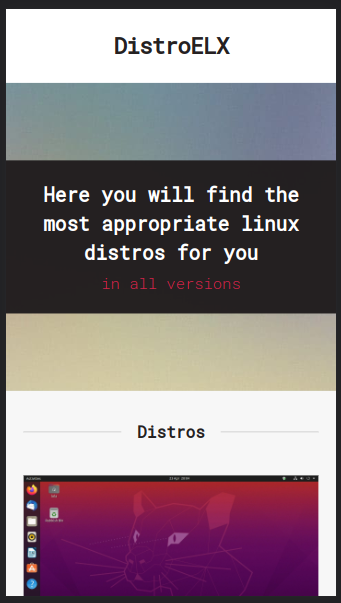 DistroELX
Here you will find the
most appropriate linux
distros for you
in all versions
Distros